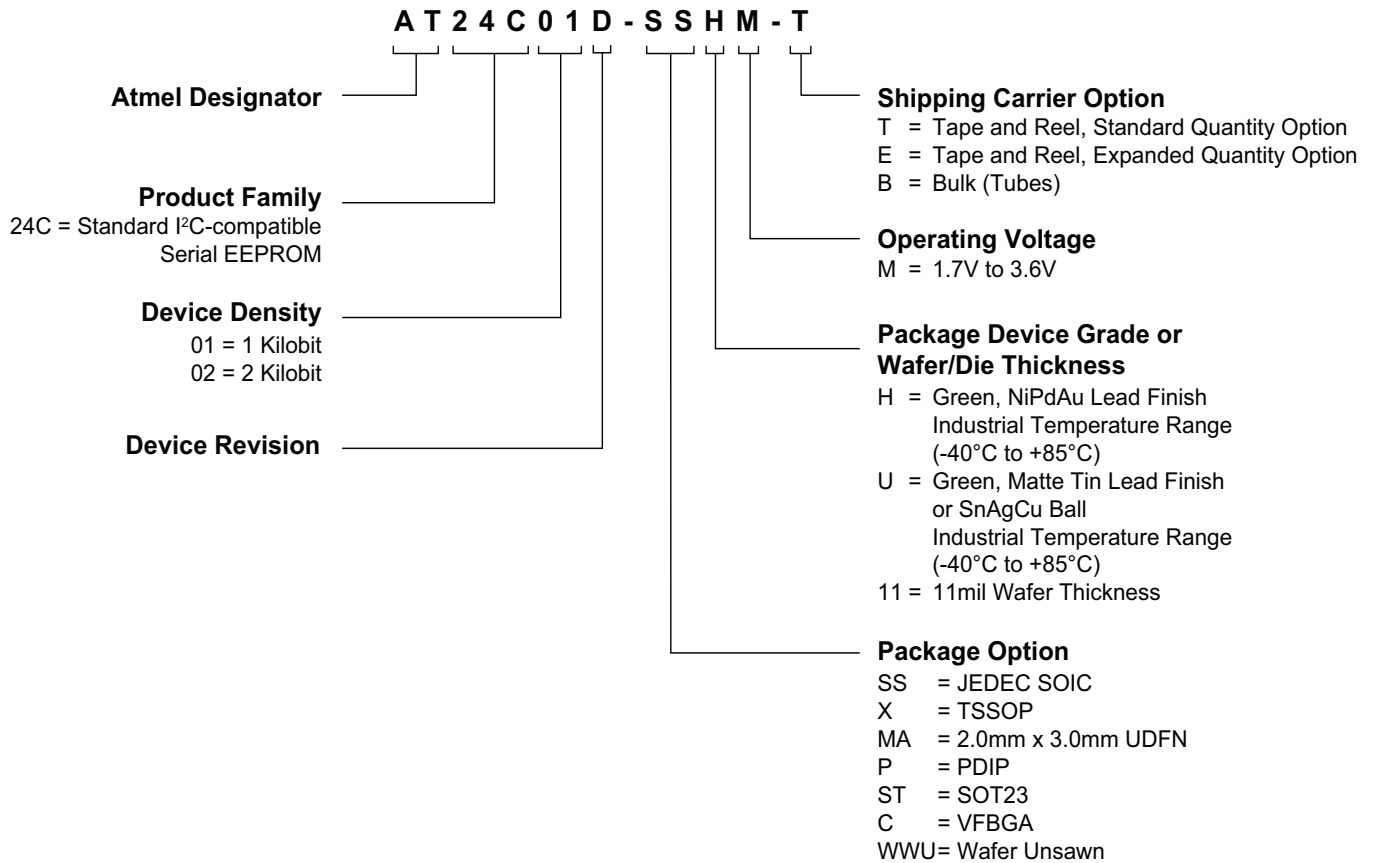 AT24C01D-SSHM-T
Atmel Designator
Product Family
24C = Standard I²C-compatible
Serial EEPROM
Device Density
01 = 1 Kilobit
02 = 2 Kilobit
Device Revision
Shipping Carrier Option
T = Tape and Reel, Standard Quantity Option
E = Tape and Reel, Expanded Quantity Option
B = Bulk (Tubes)
Operating Voltage
M = 1.7V to 3.6V
Package Device Grade or
Wafer/Die Thickness
H = Green, NiPdAu Lead Finish
Industrial Temperature Range
(-40°C to +85°C)
U = Green, Matte Tin Lead Finish
or SnAgCu Ball
Industrial Temperature Range
(-40°C to +85°C)
11 = 11mil Wafer Thickness
Package Option
SS = JEDEC SOIC
X = TSSOP
MA = 2.0mm x 3.0mm UDFN
P = PDIP
ST = SOT23
C = VFBGA
WWU= Wafer Unsawn